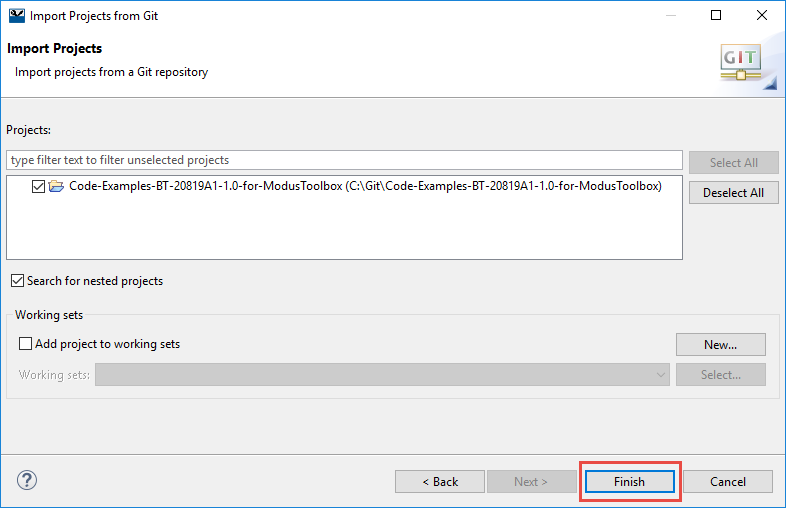 Import Projects from Git
Import Projects
Import projects from a Git repository
GIT
Projects:
type filter text to filter unselected projects
Select All
Code-Examples-BT-20819A1-1.0-for-ModusToolbox (C:\Git\Code-Examples-BT-20819A1-1.0-for-ModusToolbox)
Deselect All
Search for nested projects
Working sets
Add project to working sets
New...
Working sets:
Select...
?
< Back
Next >
Finish
Cancel